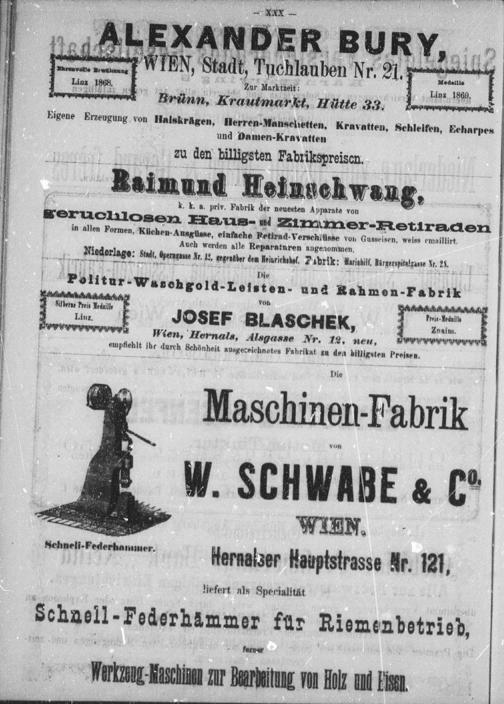 — XXX —
ALEXANDER BURY,
WIEN, Stadt, Tuchlauben Nr. 21.
Ehrenvolle Erwähnung
Linz 1868.
Medaille
Linz 1869.
Zur Marktzeit:
Brünn, Krautmarkt, Hütte 33.
Eigene Erzeugung von Halskrägen, Herren-Manschetten, Kravatten, Schleifen, Echarpes
und Damen-Kravatten
zu den billigsten Fabrikspreisen.
Raimund Heinschwang,
k. k. a. priv. Fabrik der neuesten Apparate von
geruchlosen Haus- und Zimmer-Retiraden
in allen Formen, Küchen-Ausgüsse, einfache Retirad-Verschlüsse von Gusseisen, weiss emaillirt.
Auch werden alle Reparaturen angenommen.
Niederlage: Stadt, Operngasse Nr. 12, gegenüber dem Heinrichshof. Fabrik: Mariahilf, Bürgerspitalgasse Nr. 25.
Die
Politur-Waschgold-Leisten- und Rahmen-Fabrik
von
Silberne Preis-Medaille
Linz.
JOSEF BLASCHEK,
Preis-Medaille
Znaim.
Wien, Hernals, Alsgasse Nr. 12, neu,
empfiehlt ihr durch Schönheit ausgezeichnetes Fabrikat zu den billigsten Preisen.
Die
Maschinen-Fabrik
von
W. SCHWABE & Co.
WIEN.
Schnell-Federhammer.
Hernalser Hauptstrasse Nr. 121,
liefert als Specialität
Schnell-Federhämmer für Riemenbetrieb,
ferner
Werkzeug-Maschinen zur Bearbeitung von Holz und Eisen.